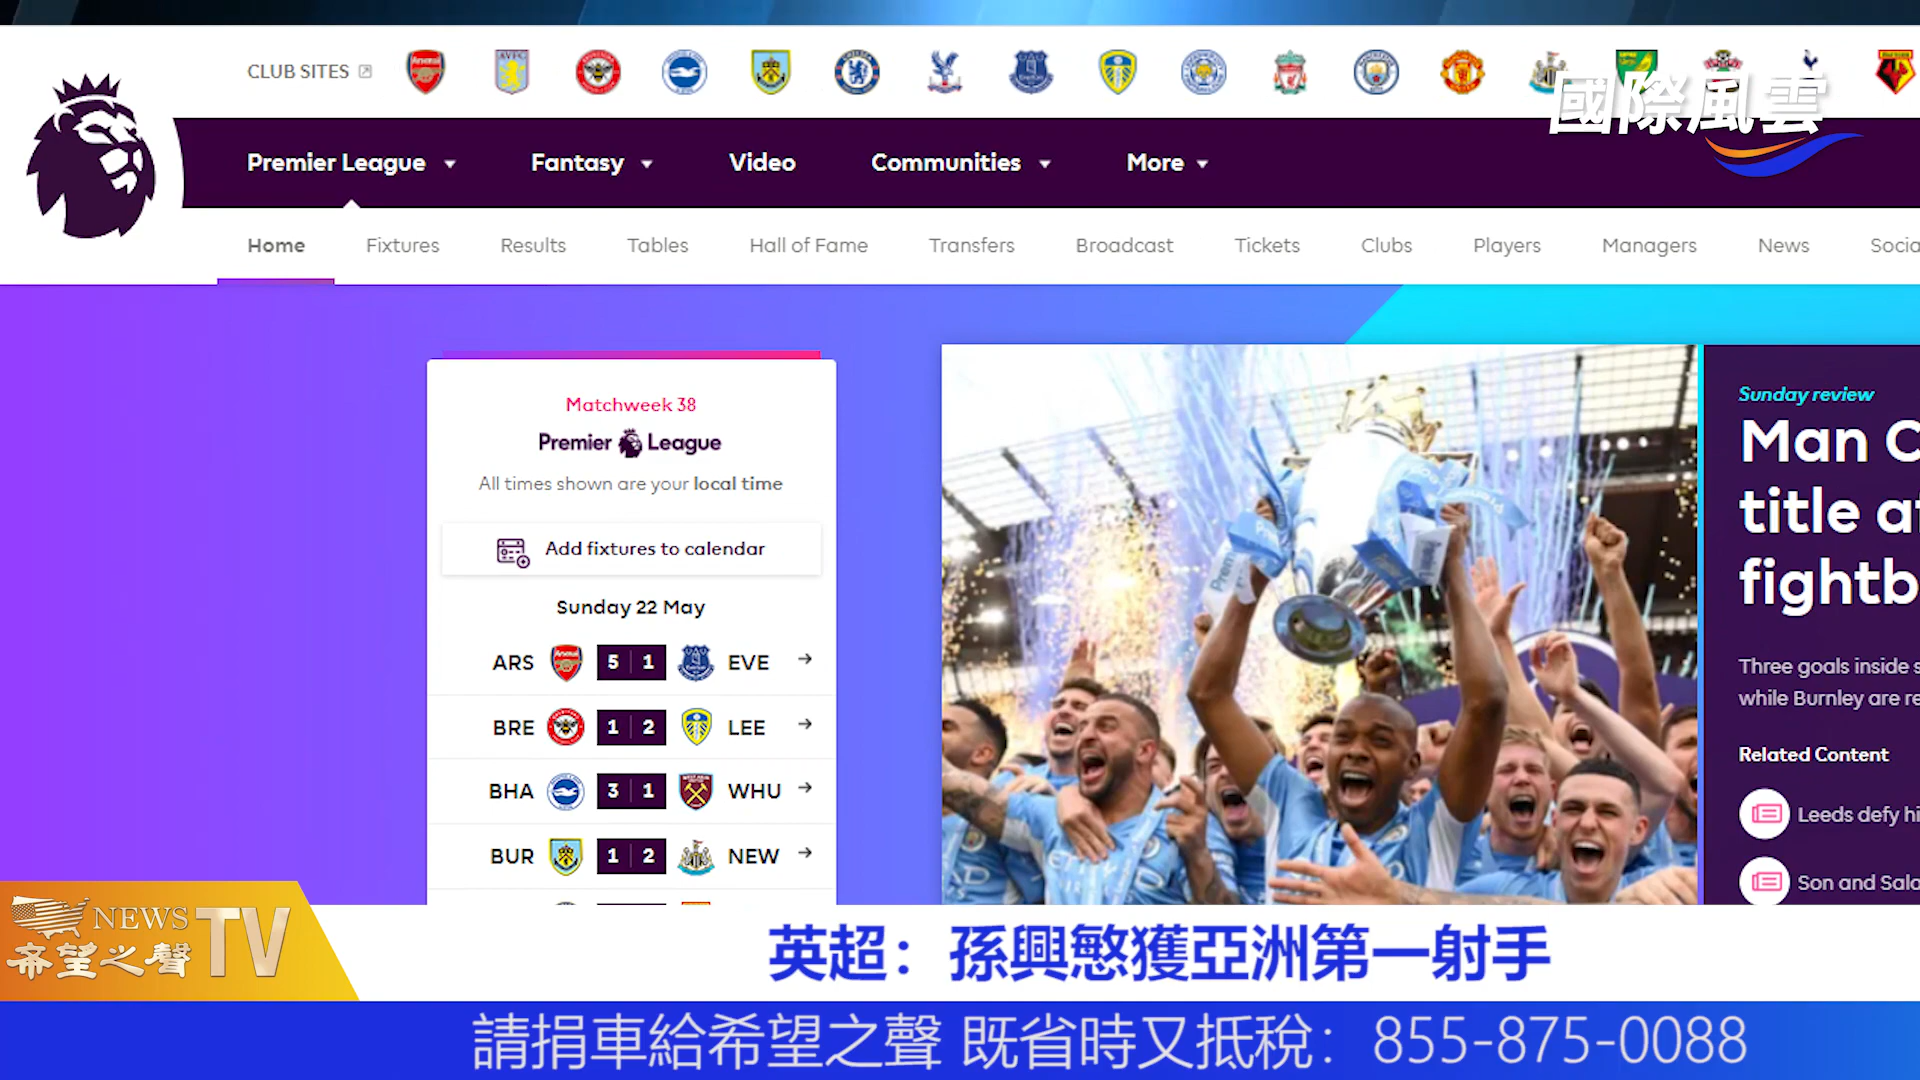 CLUB SITES
國際風雲
Premier League
Fantasy
Video
Communities
More
Home
Fixtures
Results
Tables
Hall of Fame
Transfers
Broadcast
Tickets
Clubs
Players
Managers
News
Socia
Matchweek 38
Premier League
All times shown are your local time
Add fixtures to calendar
Sunday 22 May
ARS 5 1 EVE
BRE 1 2 LEE
BHA 3 1 WHU
BUR 1 2 NEW
Sunday review
Man C
title af
fightb
Three goals inside s
while Burnley are re
Related Content
Leeds defy hi
Son and Sala
NEWS
希望之聲
TV
英超：孫興慜獲亞洲第一射手
請捐車給希望之聲 既省時又抵稅：855-875-0088